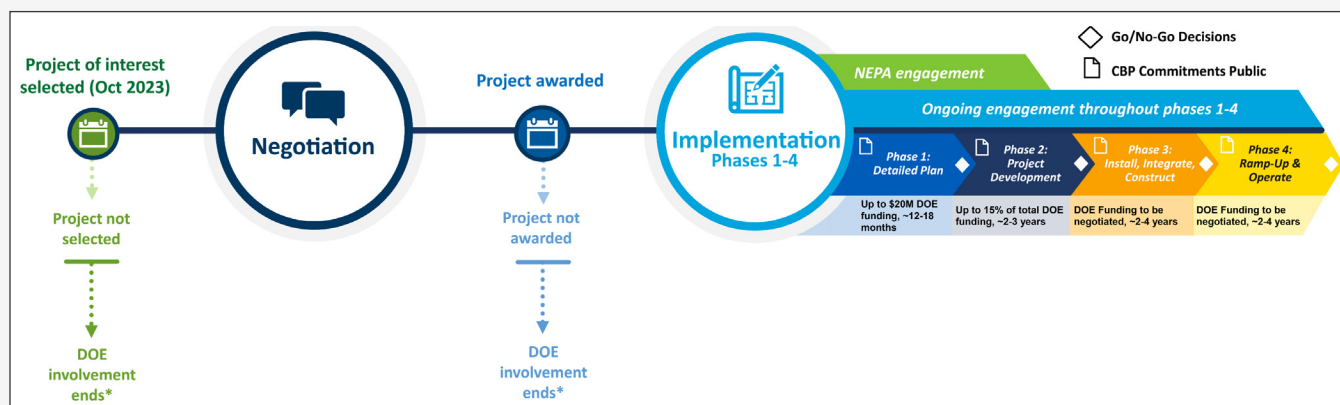 Project of interest
selected (Oct 2023)
Project not
selected
DOE
involvement
ends*
Negotiation
Project awarded
Project not
awarded
DOE
involvement
ends*
Implementation
Phases 1-4
Go/No-Go Decisions
CBP Commitments Public
NEPA engagement
Ongoing engagement throughout phases 1-4
Phase 1:
Detailed Plan
Up to $20M DOE
funding, ~12-18
months
Phase 2:
Project
Development
Up to 15% of total DOE
funding, ~2-3 years
Phase 3:
Install, Integrate,
Construct
DOE Funding to be
negotiated, ~2-4 years
Phase 4:
Ramp-Up &
Operate
DOE Funding to be
negotiated, ~2-4 years